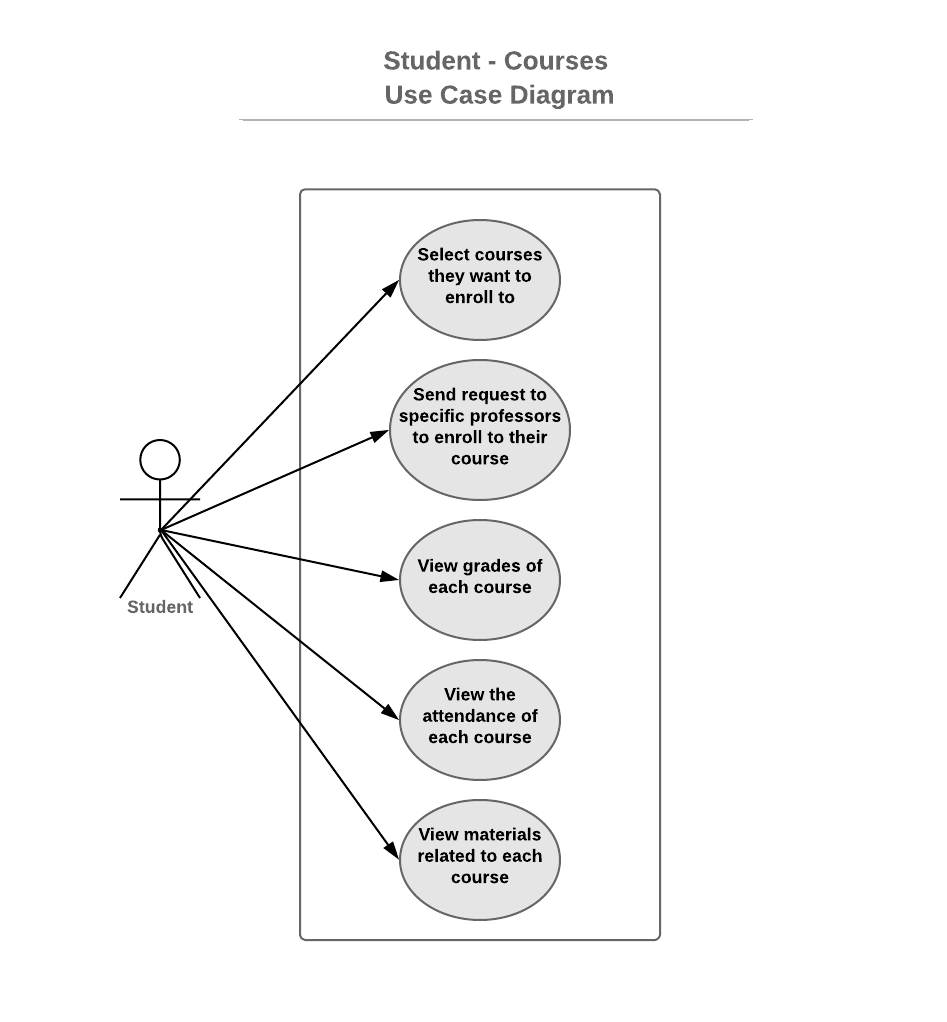 Student - Courses
Use Case Diagram
Select courses
they want to
enroll to
Send request to
specific professors
to enroll to their
course
View grades of
each course
Student
View the
attendance of
each course
View materials
related to each
course